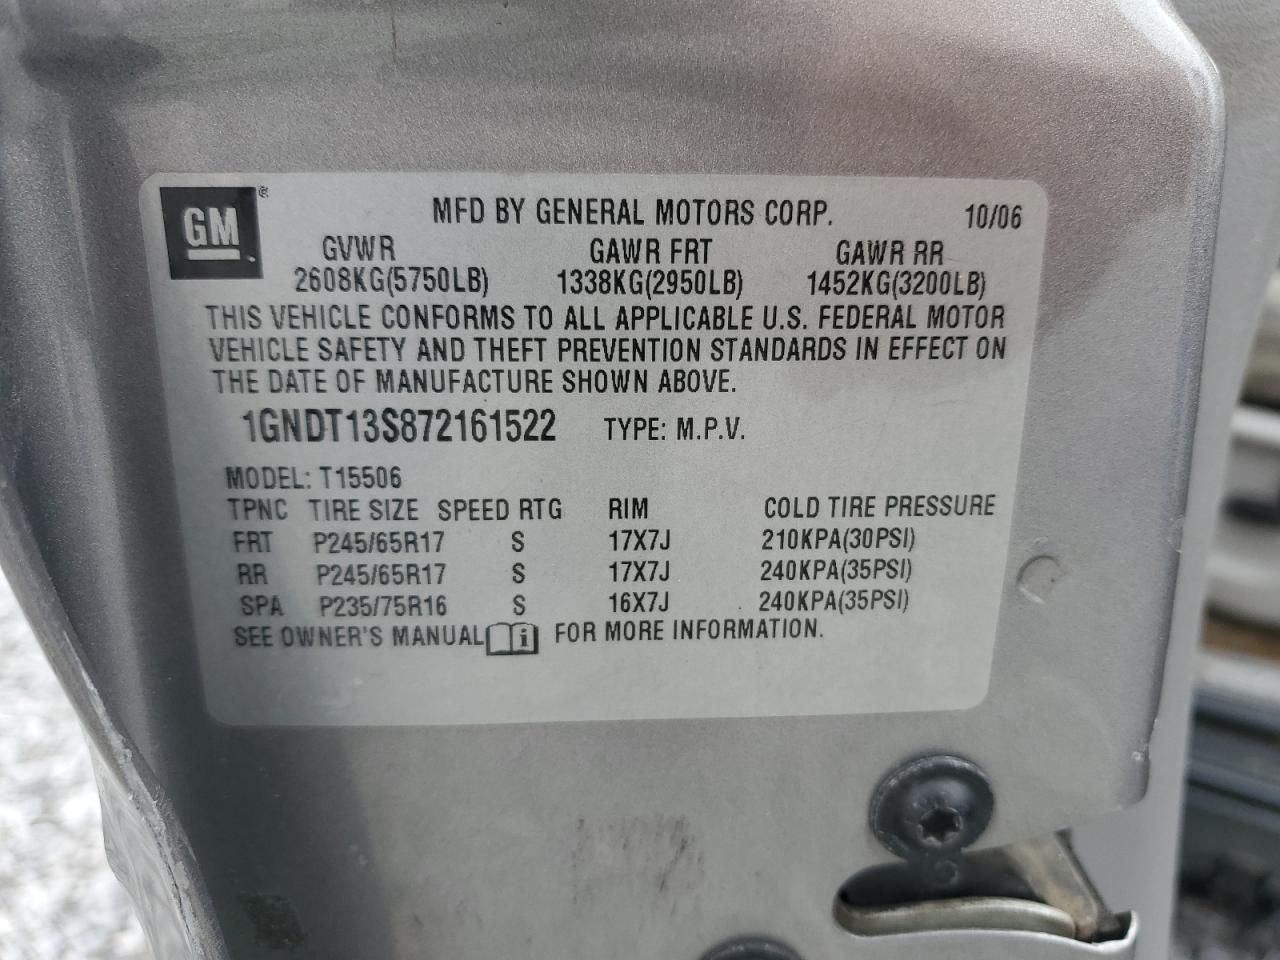 GM ®
MFD BY GENERAL MOTORS CORP. 10/06
GVWR GAWR FRT GAWR RR
2608KG(5750LB) 1338KG(2950LB) 1452KG(3200LB)
THIS VEHICLE CONFORMS TO ALL APPLICABLE U.S. FEDERAL MOTOR
VEHICLE SAFETY AND THEFT PREVENTION STANDARDS IN EFFECT ON
THE DATE OF MANUFACTURE SHOWN ABOVE.
1GNDT13S872161522 TYPE: M.P.V.
MODEL: T15506
TPNC TIRE SIZE SPEED RTG RIM COLD TIRE PRESSURE
FRT P245/65R17 S 17X7J 210KPA(30PSI)
RR P245/65R17 S 17X7J 240KPA(35PSI)
SPA P235/75R16 S 16X7J 240KPA(35PSI)
SEE OWNER'S MANUAL i FOR MORE INFORMATION.